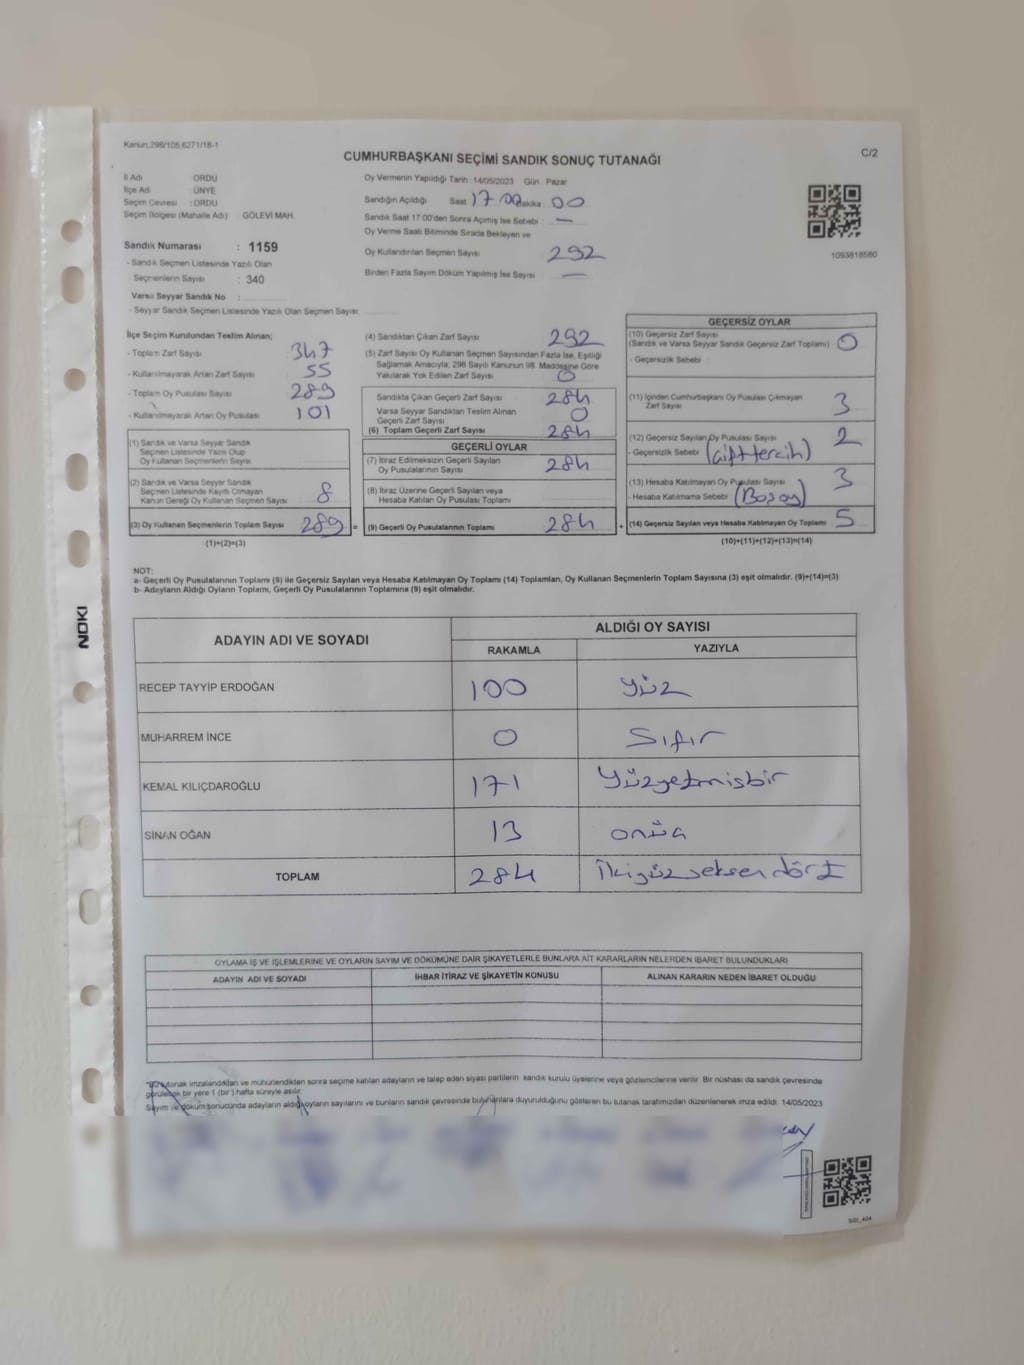 Kanun:298/105,6271/18-1
CUMHURBAŞKANI SEÇİMİ SANDIK SONUÇ TUTANAĞI
C/2
İl Adı ORDU
İlçe Adı ÜNYE
Seçim Çevresi : ORDU
Seçim Bölgesi (Mahalle Adı) GÖLEVİ MAH.
Sandık Numarası : 1159
- Sandık Seçmen Listesinde Yazılı Olan
Seçmenlerin Sayısı : 340
Varsa Seyyar Sandık No :
- Seyyar Sandık Seçmen Listesinde Yazılı Olan Seçmen Sayısı:
Oy Vermenin Yapıldığı Tarih : 14/05/2023 Gün : Pazar
Sandığın Açıldığı Saat 17 00 Dakika : 00
Sandık Saat 17:00'den Sonra Açılmış İse Sebebi : —
Oy Verme Saati Bitiminde Sırada Bekleyen ve
Oy Kullandırılan Seçmen Sayısı 292
Birden Fazla Sayım Döküm Yapılmış İse Sayısı : —
1093818580
İlçe Seçim Kurulundan Teslim Alınan;
- Toplam Zarf Sayısı 347
- Kullanılmayarak Artan Zarf Sayısı : 55
- Toplam Oy Pusulası Sayısı 289
- Kullanılmayarak Artan Oy Pusulası : 101
(1) Sandık ve Varsa Seyyar Sandık
Seçmen Listesinde Yazılı Olup
Oy Kullanan Seçmenlerin Sayısı
(2) Sandık ve Varsa Seyyar Sandık
Seçmen Listesinde Kayıtlı Olmayan
Kanun Gereği Oy Kullanan Seçmen Sayısı : 8
(3) Oy Kullanan Seçmenlerin Toplam Sayısı : 289 =
(1)+(2)=(3)
(4) Sandıktan Çıkan Zarf Sayısı : 292
(5) Zarf Sayısı Oy Kullanan Seçmen Sayısından Fazla İse, Eşitliği
Sağlamak Amacıyla, 298 Sayılı Kanunun 98. Maddesine Göre
Yakılarak Yok Edilen Zarf Sayısı : 0
Sandıkta Çıkan Geçerli Zarf Sayısı 284
Varsa Seyyar Sandıktan Teslim Alınan
Geçerli Zarf Sayısı 0
(6) Toplam Geçerli Zarf Sayısı : 284
GEÇERLİ OYLAR
(7) İtiraz Edilmeksizin Geçerli Sayılan
Oy Pusulalarının Sayısı : 284
(8) İtiraz Üzerine Geçerli Sayılan veya
Hesaba Katılan Oy Pusulası Toplamı :
(9) Geçerli Oy Pusulalarının Toplamı : 284 +
GEÇERSİZ OYLAR
(10) Geçersiz Zarf Sayısı
(Sandık ve Varsa Seyyar Sandık Geçersiz Zarf Toplamı) : 0
- Geçersizlik Sebebi :
(11) İçinden Cumhurbaşkanı Oy Pusulası Çıkmayan
Zarf Sayısı : 3
(12) Geçersiz Sayılan Oy Pusulası Sayısı : 2
- Geçersizlik Sebebi : (Çift tercih)
(13) Hesaba Katılmayan Oy Pusulası Sayısı : 3
- Hesaba Katılmama Sebebi : (Boş oy)
(14) Geçersiz Sayılan veya Hesaba Katılmayan Oy Toplamı : 5
(10)+(11)+(12)+(13)=(14)
NOT:
a- Geçerli Oy Pusulalarının Toplamı (9) ile Geçersiz Sayılan veya Hesaba Katılmayan Oy Toplamı (14) Toplamları, Oy Kullanan Seçmenlerin Toplam Sayısına (3) eşit olmalıdır. (9)+(14)=(3)
b- Adayların Aldığı Oyların Toplamı, Geçerli Oy Pusulalarının Toplamına (9) eşit olmalıdır.
NOKI
ADAYIN ADI VE SOYADI ALDIĞI OY SAYISI
RAKAMLA YAZIYLA
RECEP TAYYİP ERDOĞAN 100 Yüz
MUHARREM İNCE 0 Sıfır
KEMAL KILIÇDAROĞLU 171 Yüzyetmişbir
SİNAN OĞAN 13 onüç
TOPLAM 284 İkiyüzseksendört
OYLAMA İŞ VE İŞLEMLERİNE VE OYLARIN SAYIM VE DÖKÜMÜNE DAİR ŞİKAYETLERLE BUNLARA AİT KARARLARIN NELERDEN İBARET BULUNDUKLARI
ADAYIN ADI VE SOYADI İHBAR İTİRAZ VE ŞİKAYETİN KONUSU ALINAN KARARIN NEDEN İBARET OLDUĞU
*Bu tutanak imzalandıktan ve mühürlendikten sonra seçime katılan adayların ve talep eden siyasi partilerin sandık kurulu üyelerine veya gözlemcilerine verilir. Bir nüshası da sandık çevresinde
görülecek bir yere 1 (bir) hafta süreyle asılır.
Sayım ve döküm sonucunda adayların aldığı oyların sayılarını ve bunların sandık çevresinde bulunanlara duyurulduğunu gösteren bu tutanak tarafımızdan düzenlenerek imza edildi. 14/05/2023